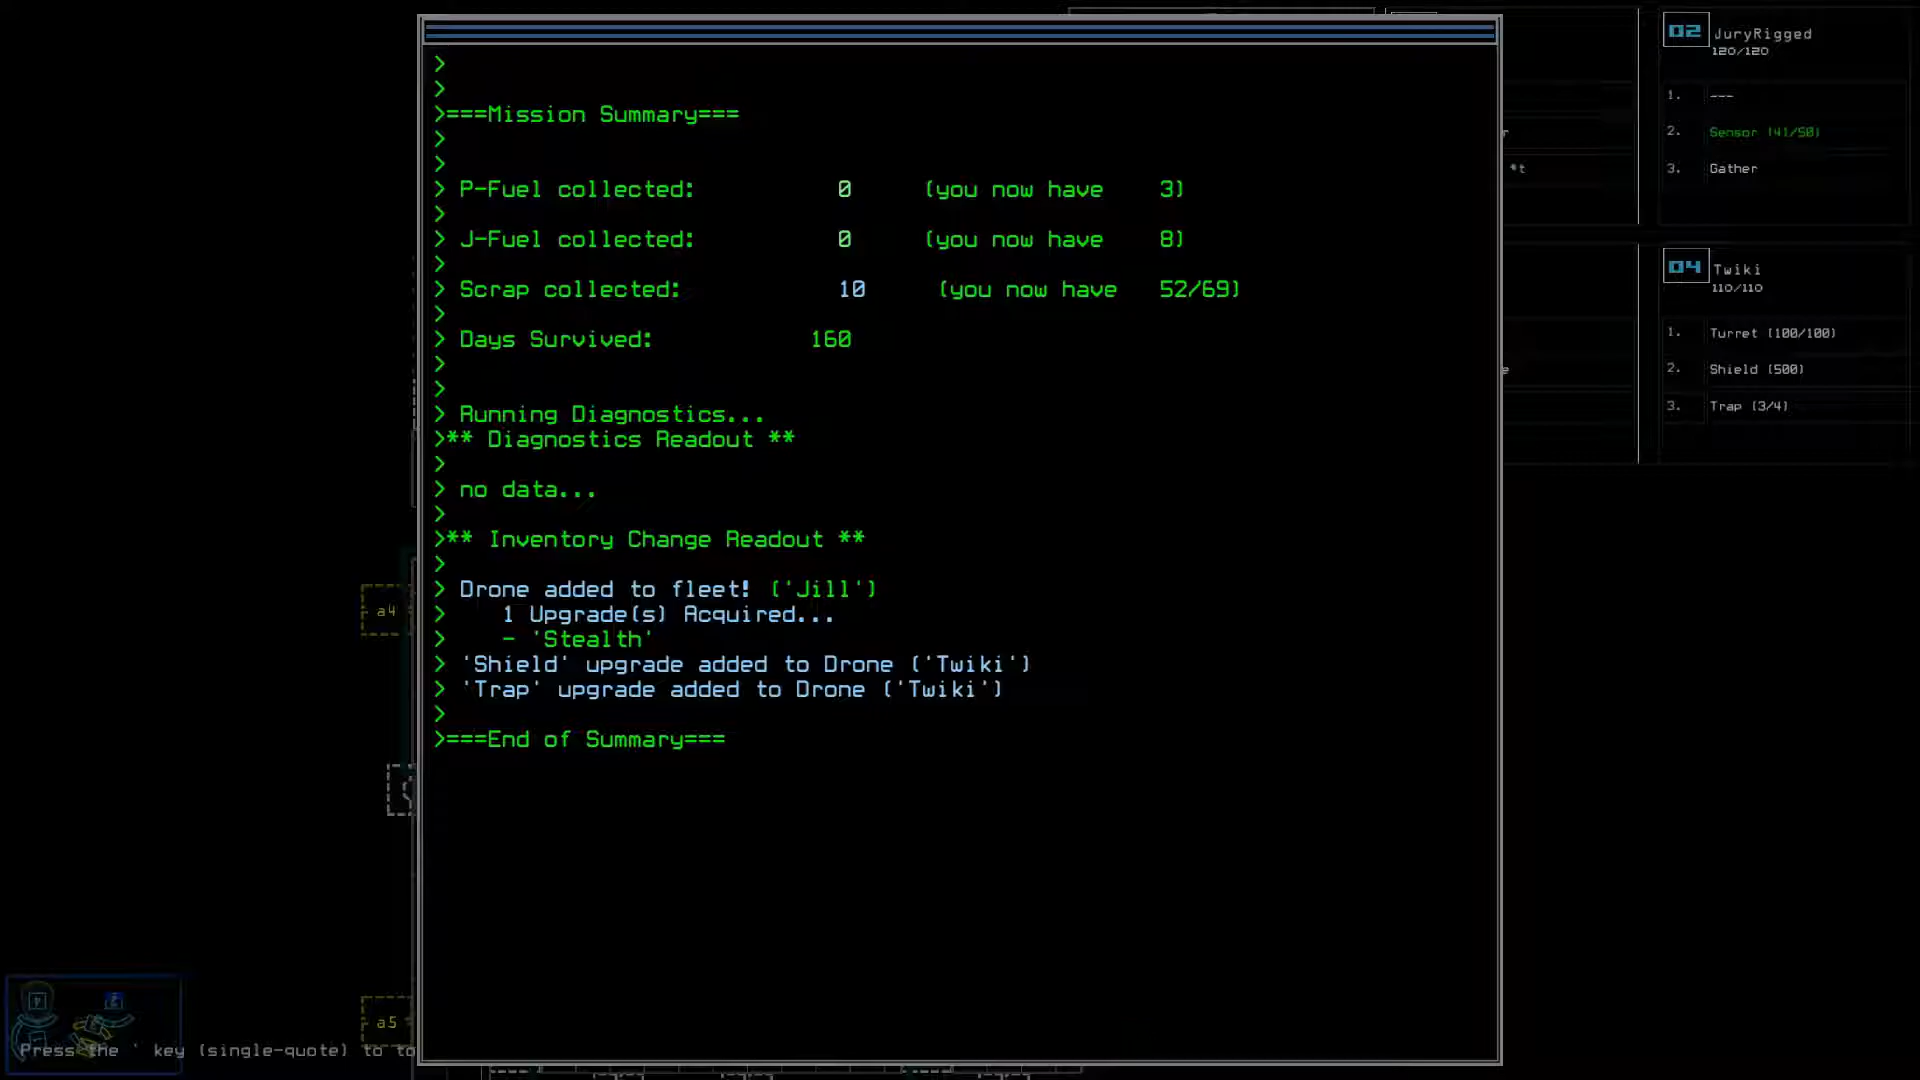 >
>
>===Mission Summary===
>
>
> P-Fuel collected: 0 (you now have 3)
>
> J-Fuel collected: 0 (you now have 8)
>
> Scrap collected: 10 (you now have 52/69)
>
> Days Survived: 160
>
>
> Running Diagnostics...
>** Diagnostics Readout **
>
> no data...
>
>** Inventory Change Readout **
>
> Drone added to fleet! ('Jill')
> 1 Upgrade(s) Acquired...
> - 'Stealth'
> 'Shield' upgrade added to Drone ('Twiki')
> 'Trap' upgrade added to Drone ('Twiki')
>
>===End of Summary===
02 JuryRigged
120/120
1. ---
2. Sensor (41/50)
3. Gather
04 Twiki
110/110
1. Turret (100/100)
2. Shield (500)
3. Trap (3/4)
a4
a5
Press the ' key (single-quote) to to